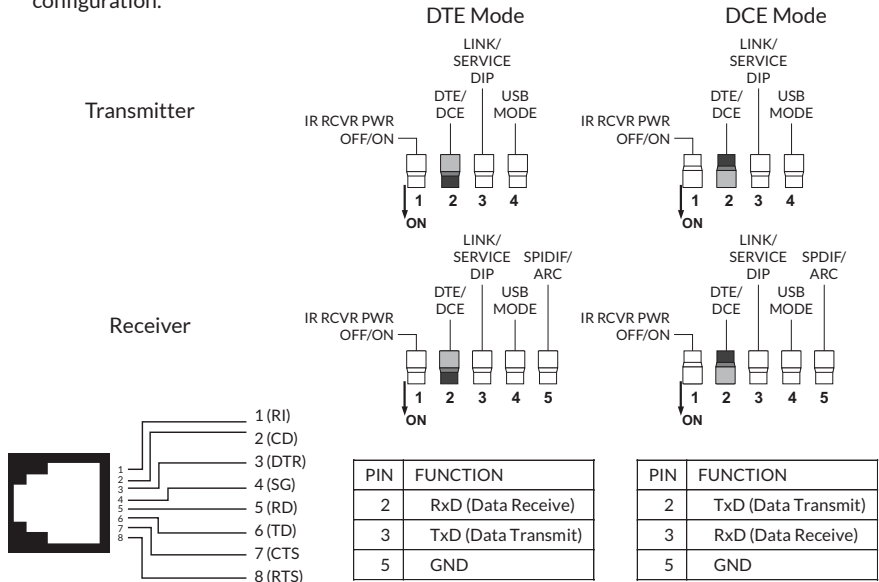 configuration.
DTE Mode
DCE Mode
Transmitter
LINK/
SERVICE
DIP
DTE/
DCE
USB
MODE
IR RCVR PWR
OFF/ON
1 2 3 4
ON
LINK/
SERVICE
DIP
DTE/
DCE
USB
MODE
IR RCVR PWR
OFF/ON
1 2 3 4
ON
Receiver
LINK/
SERVICE
DIP
SPIDIF/
ARC
DTE/
DCE
USB
MODE
IR RCVR PWR
OFF/ON
1 2 3 4 5
ON
LINK/
SERVICE
DIP
SPDIF/
ARC
DTE/
DCE
USB
MODE
IR RCVR PWR
OFF/ON
1 2 3 4 5
ON
1
2
3
4
5
6
7
8
1 (RI)
2 (CD)
3 (DTR)
4 (SG)
5 (RD)
6 (TD)
7 (CTS
8 (RTS)
PIN FUNCTION
2 RxD (Data Receive)
3 TxD (Data Transmit)
5 GND
PIN FUNCTION
2 TxD (Data Transmit)
3 RxD (Data Receive)
5 GND